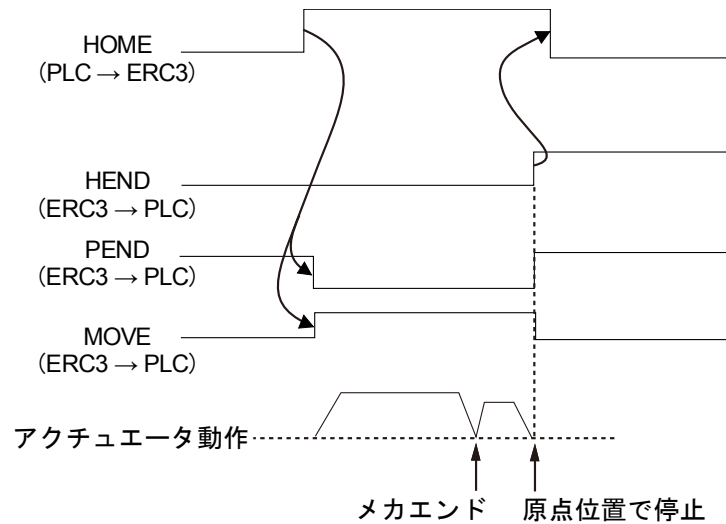 HOME
（PLC → ERC3）
HEND
（ERC3 → PLC）
PEND
（ERC3 → PLC）
MOVE
（ERC3 → PLC）
アクチュエータ動作
メカエンド
原点位置で停止